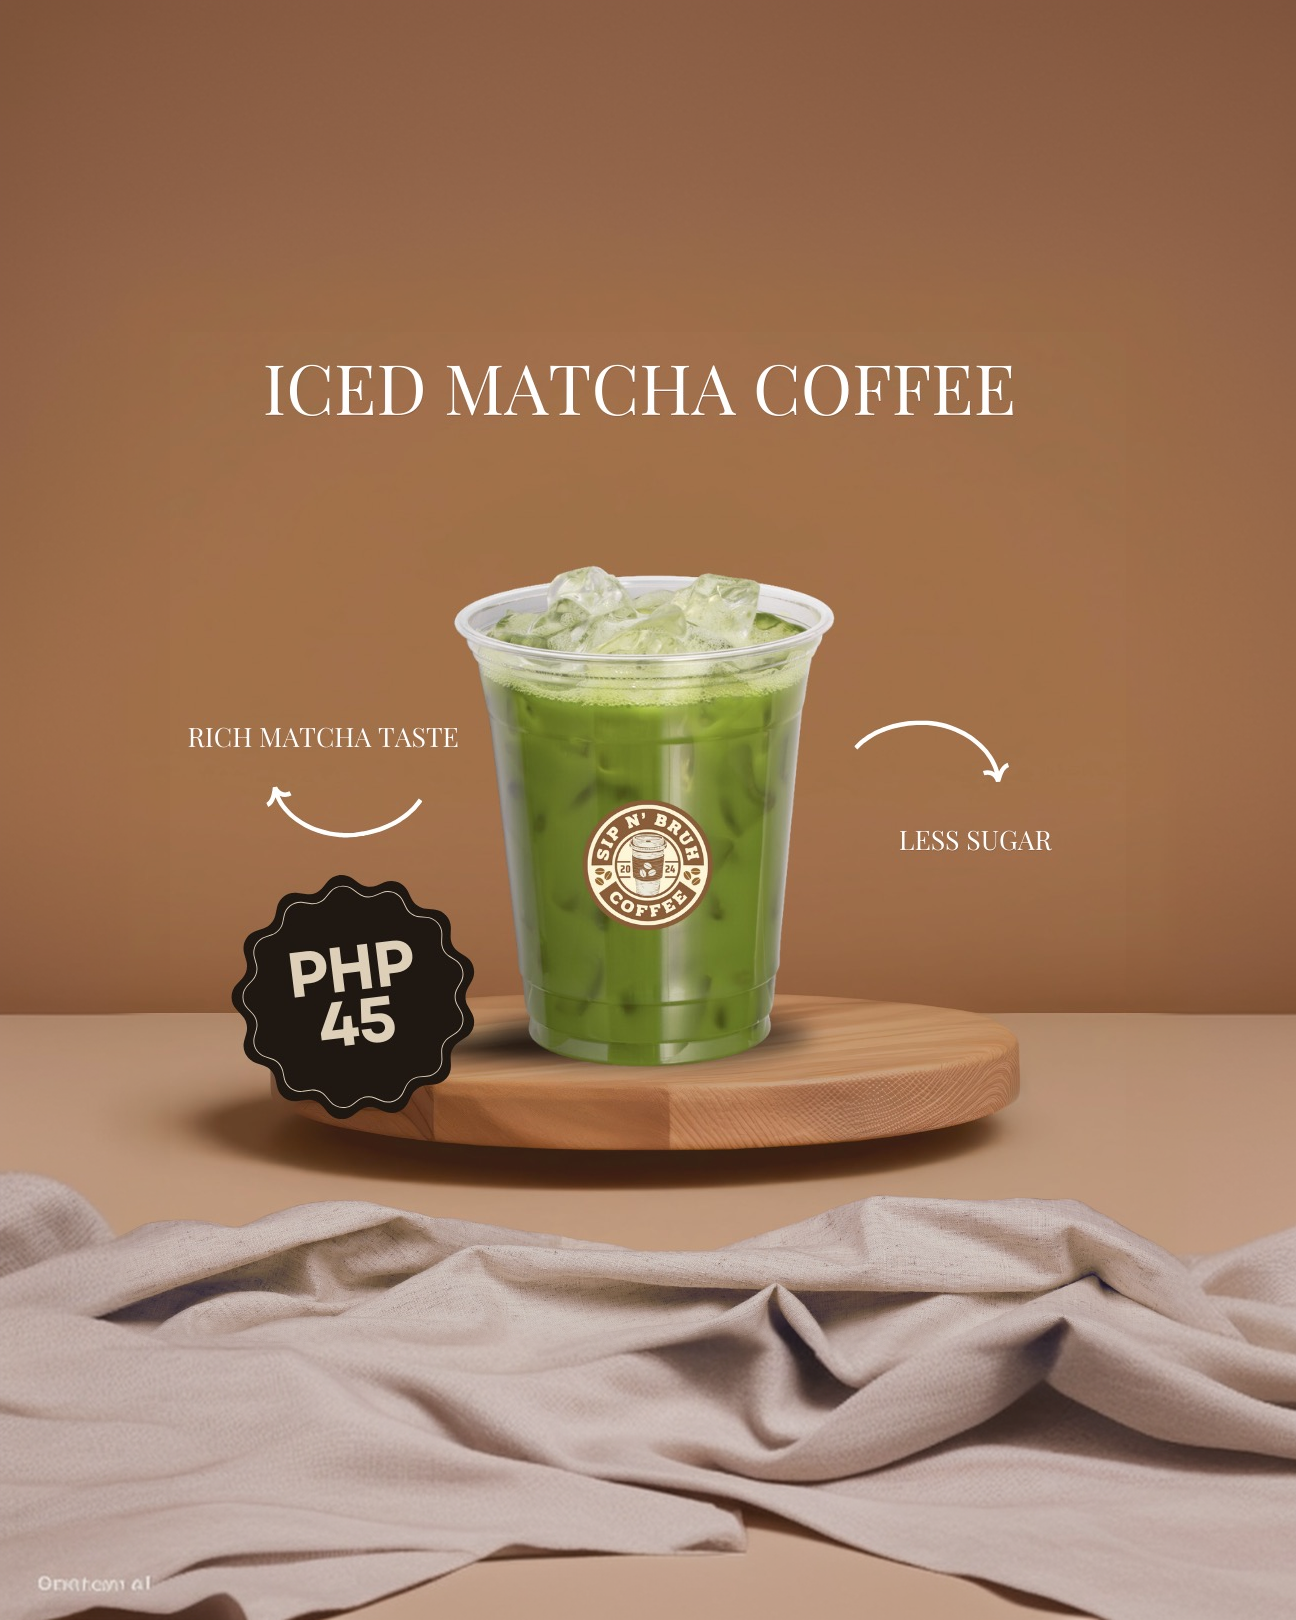 ICED MATCHA COFFEE
RICH MATCHA TASTE
LESS SUGAR
SIP N' BRUH
20 24
COFFEE
PHP
45